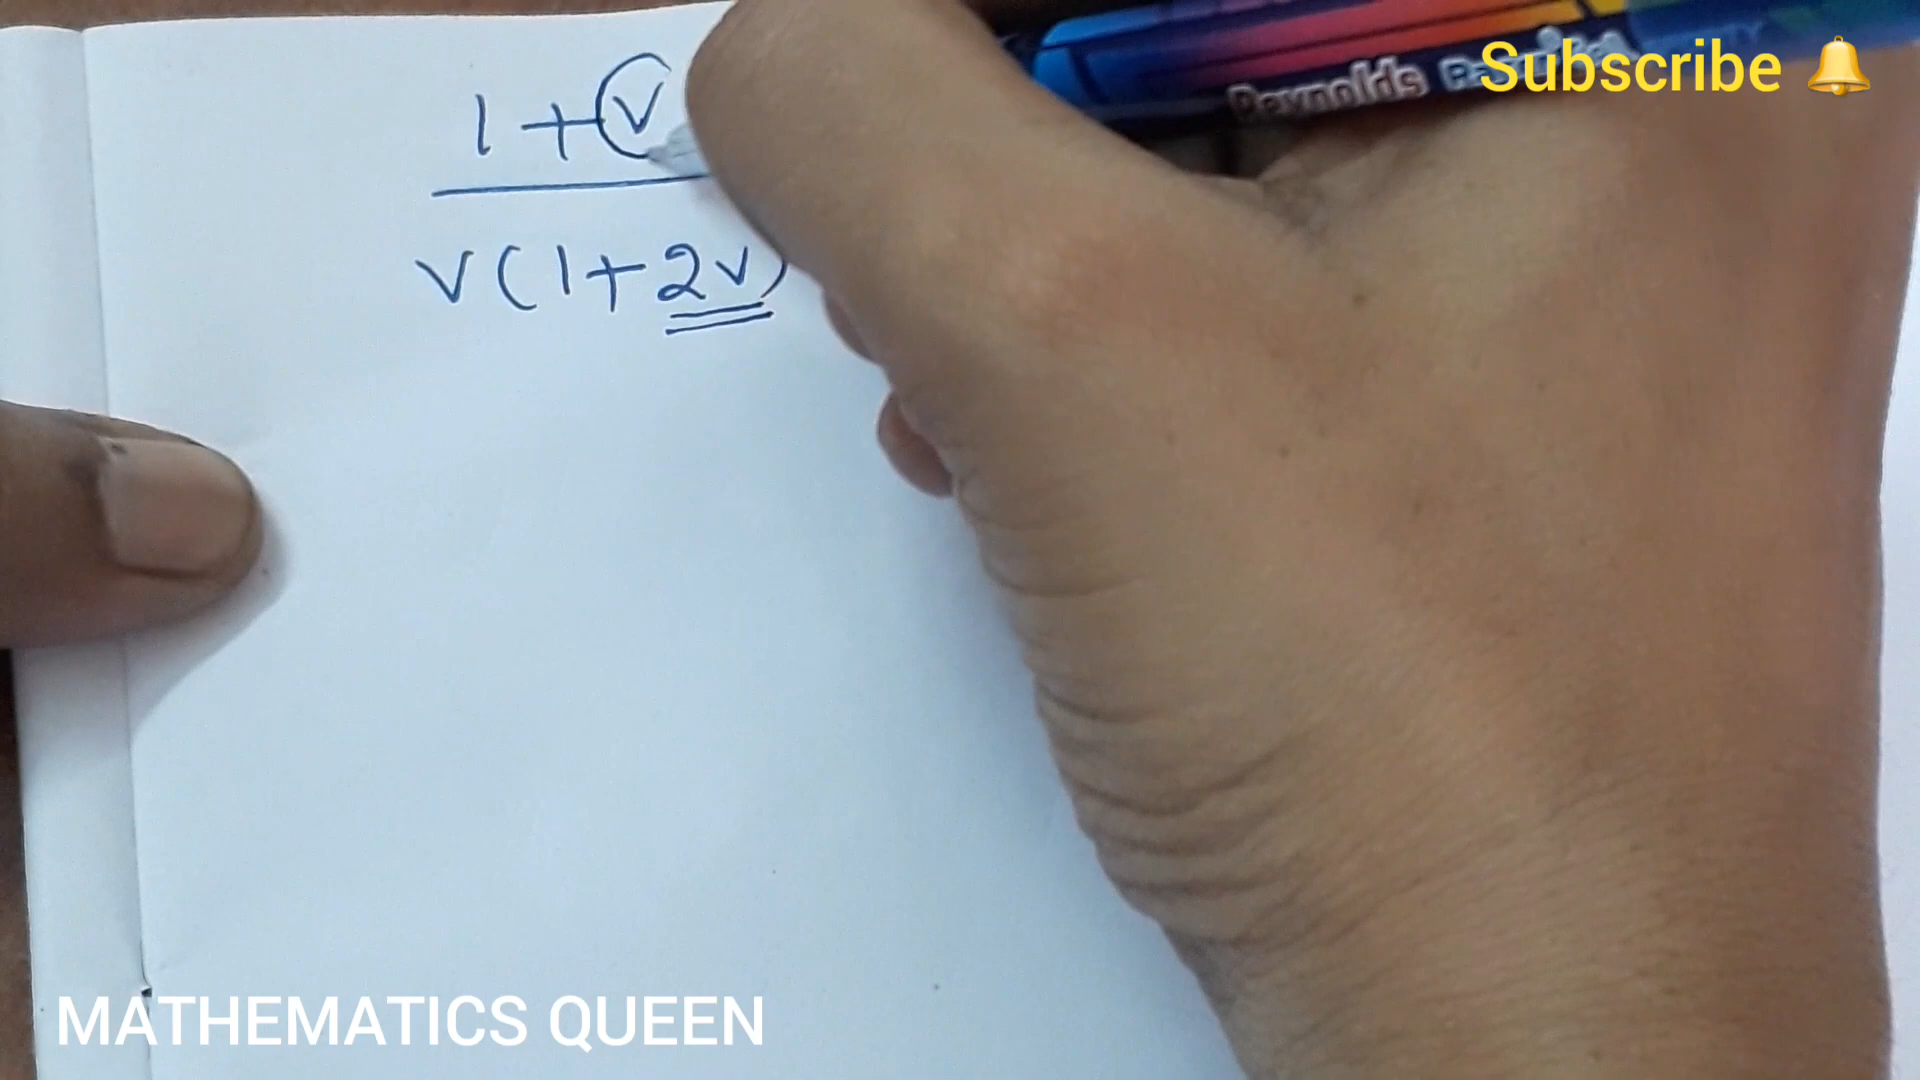 Subscribe 🔔
1 + v
v(1 + 2v)
Reynolds
MATHEMATICS QUEEN